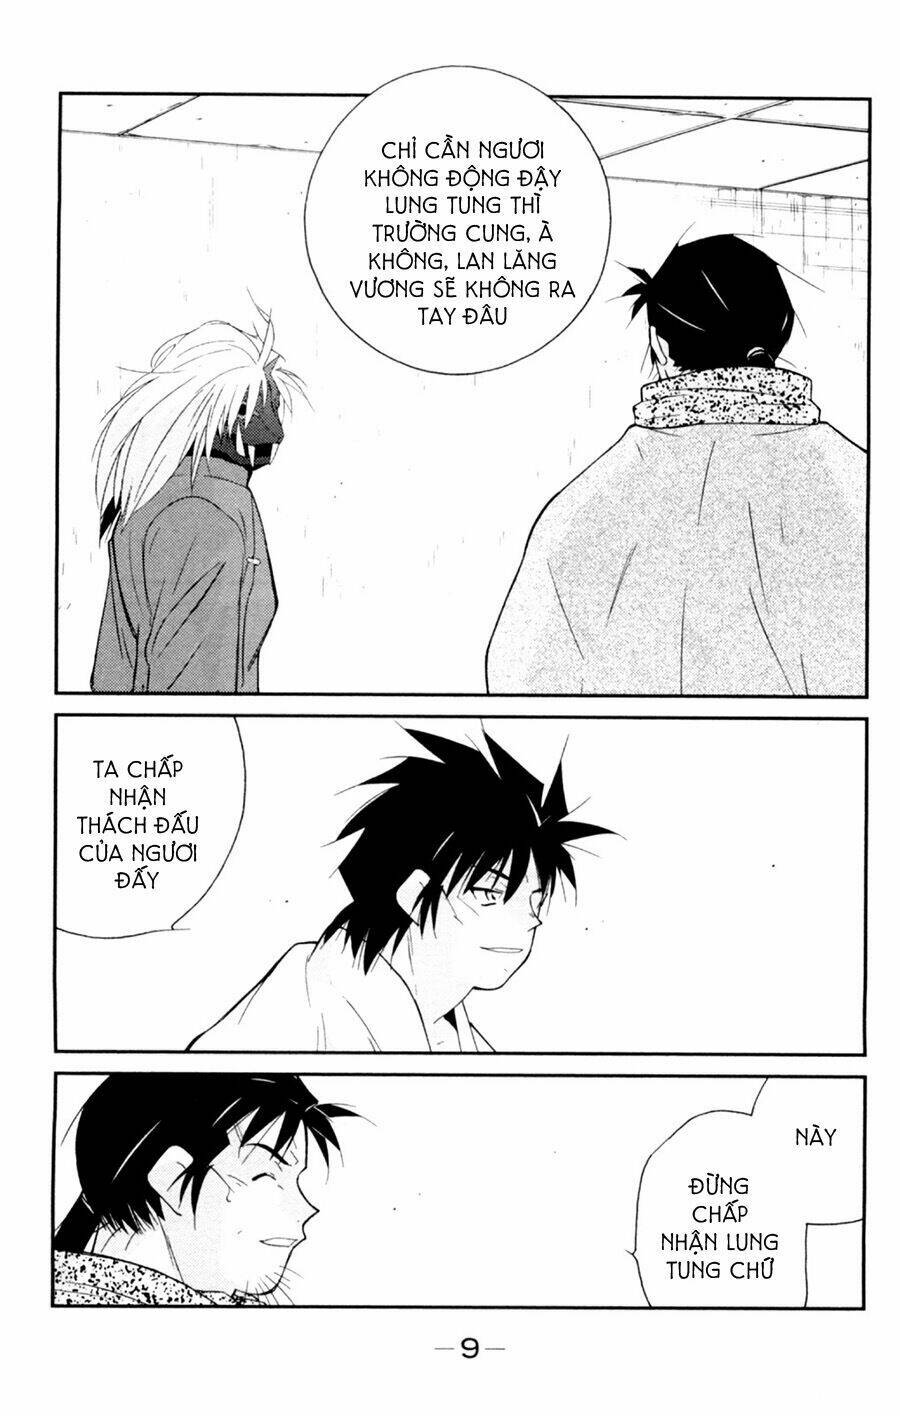 CHỈ CẦN NGƯƠI
KHÔNG ĐỘNG ĐẬY
LUNG TUNG THÌ
TRƯỜNG CUNG, À
KHÔNG, LAN LĂNG
VƯƠNG SẼ KHÔNG RA
TAY ĐÂU
TA CHẤP
NHẬN
THÁCH ĐẤU
CỦA NGƯƠI
ĐẤY
NÀY
ĐỪNG
CHẤP
NHẬN LUNG
TUNG CHỨ
—9—